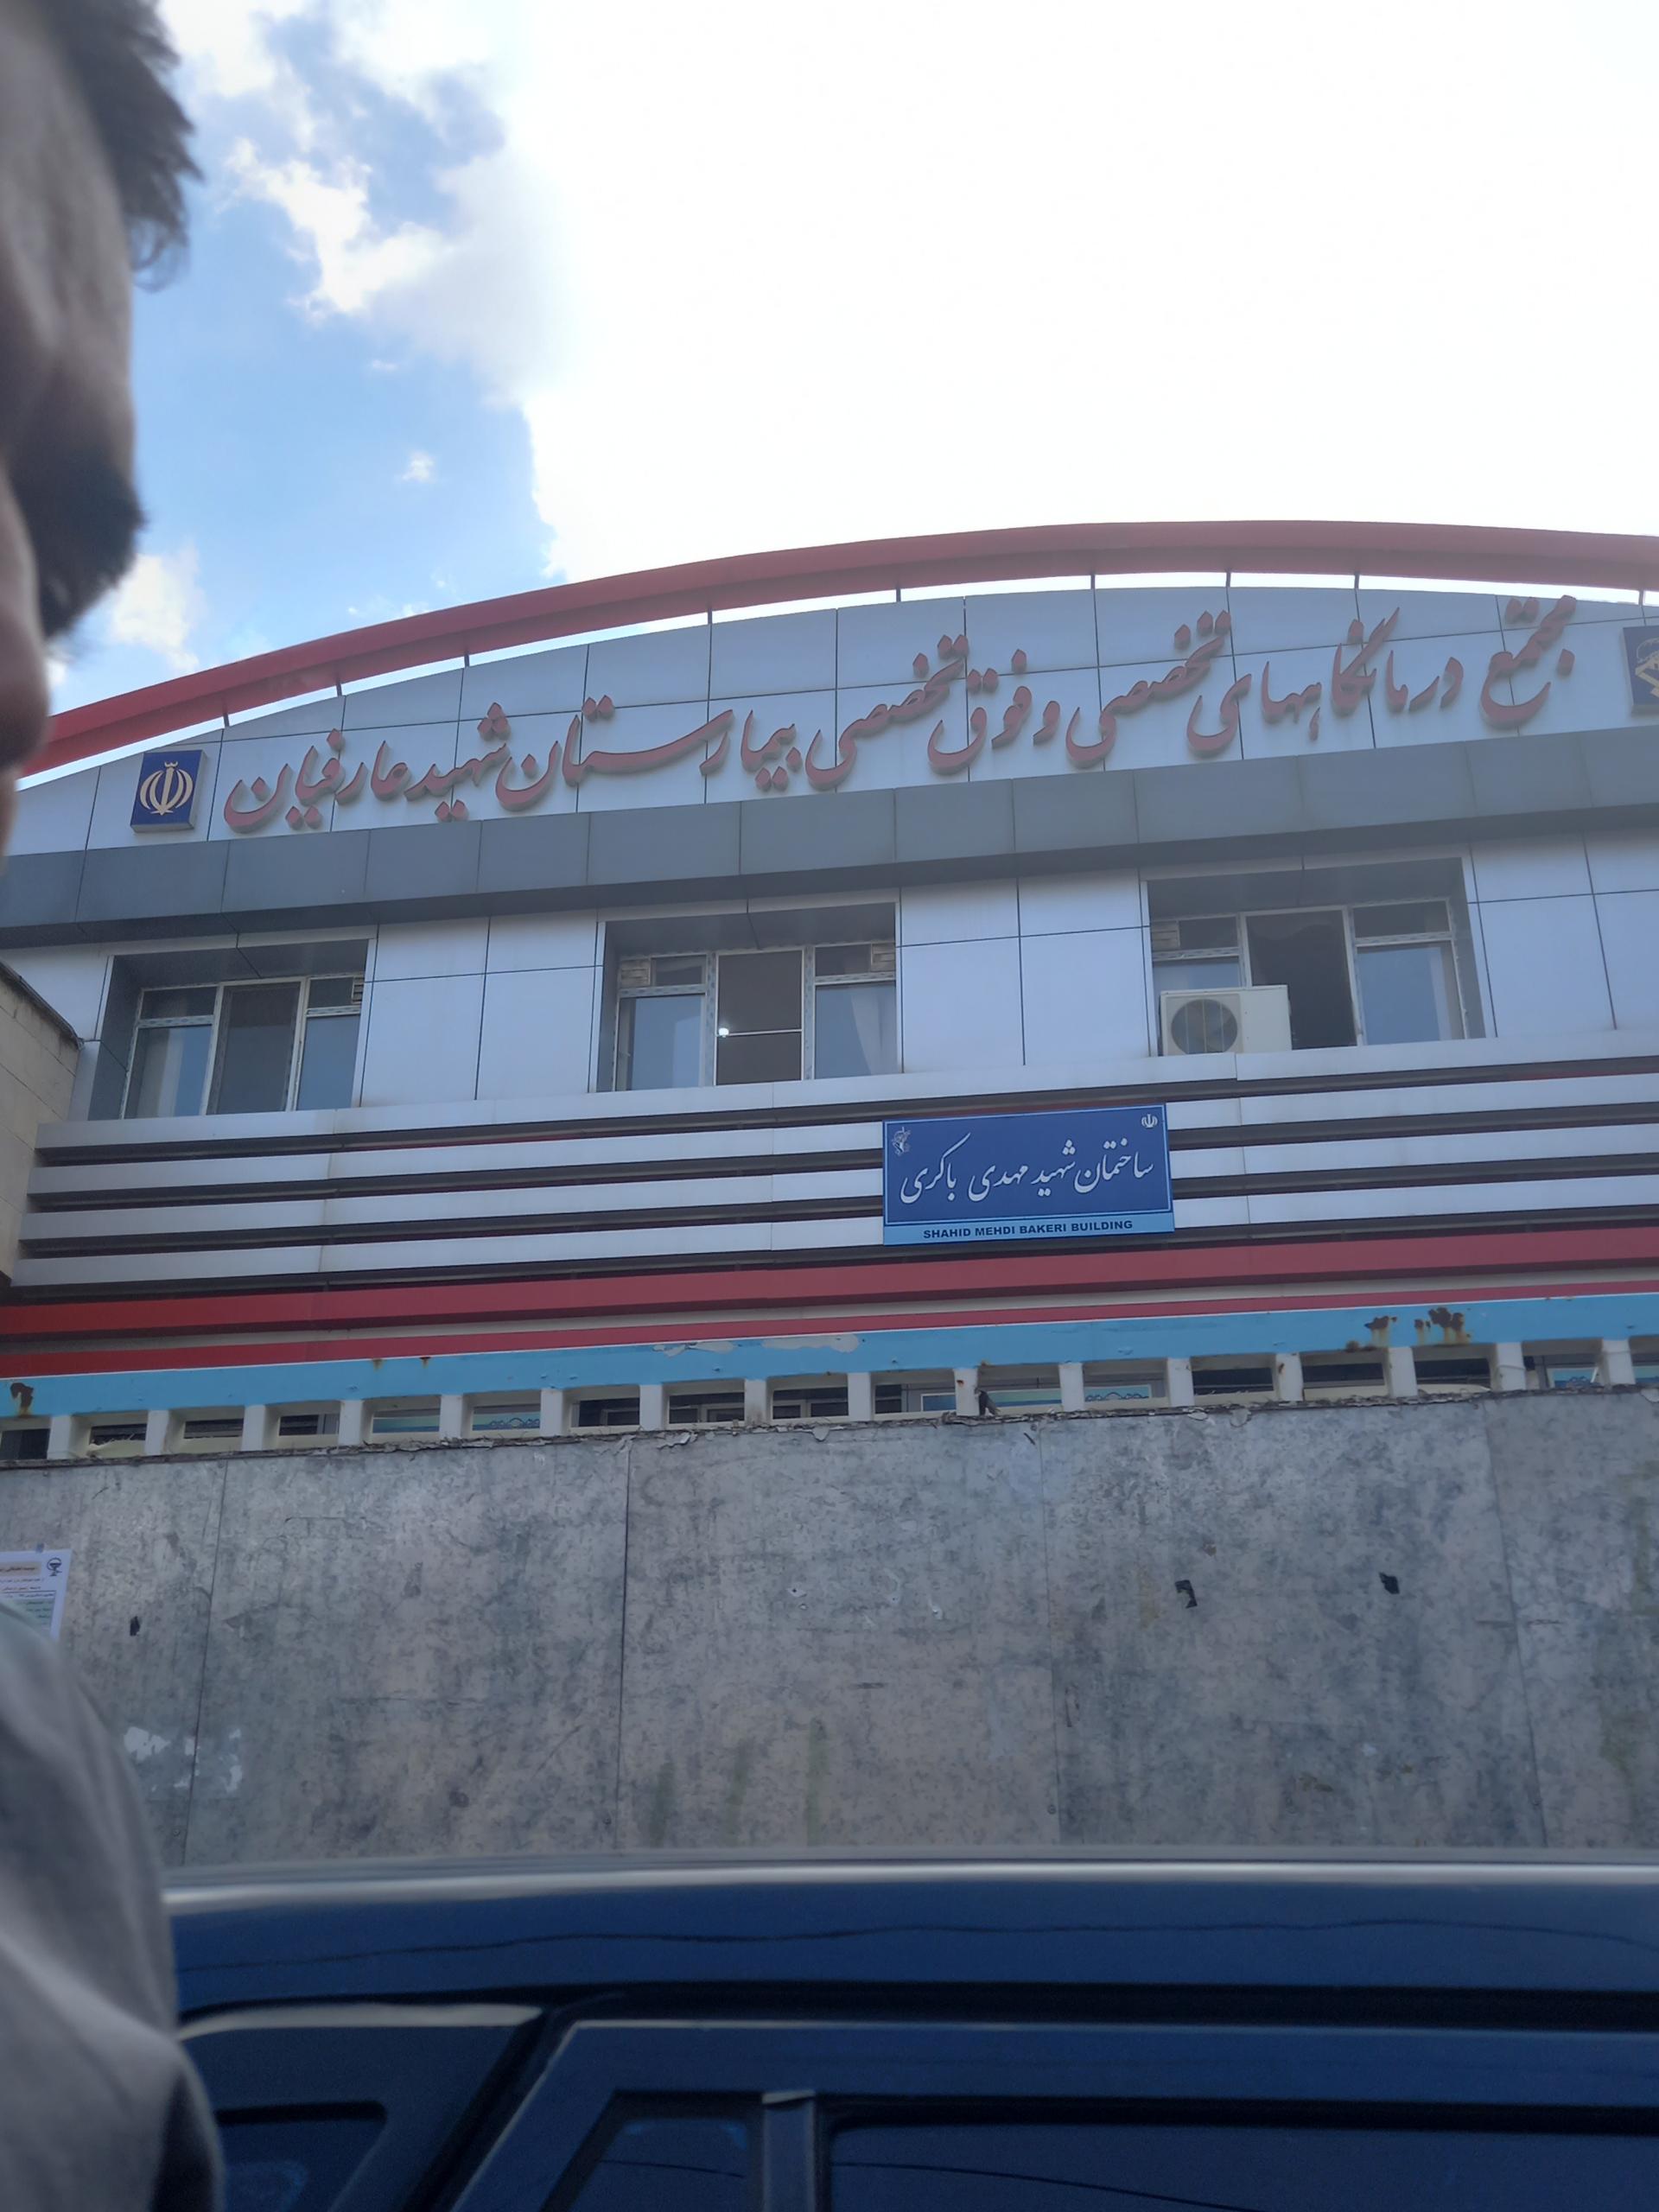 مجتمع درمانگاههای تخصصی و فوق تخصصی بیمارستان شهید عارفیان
ساختمان شهید مهدی باکری
SHAHID MEHDI BAKERI BUILDING